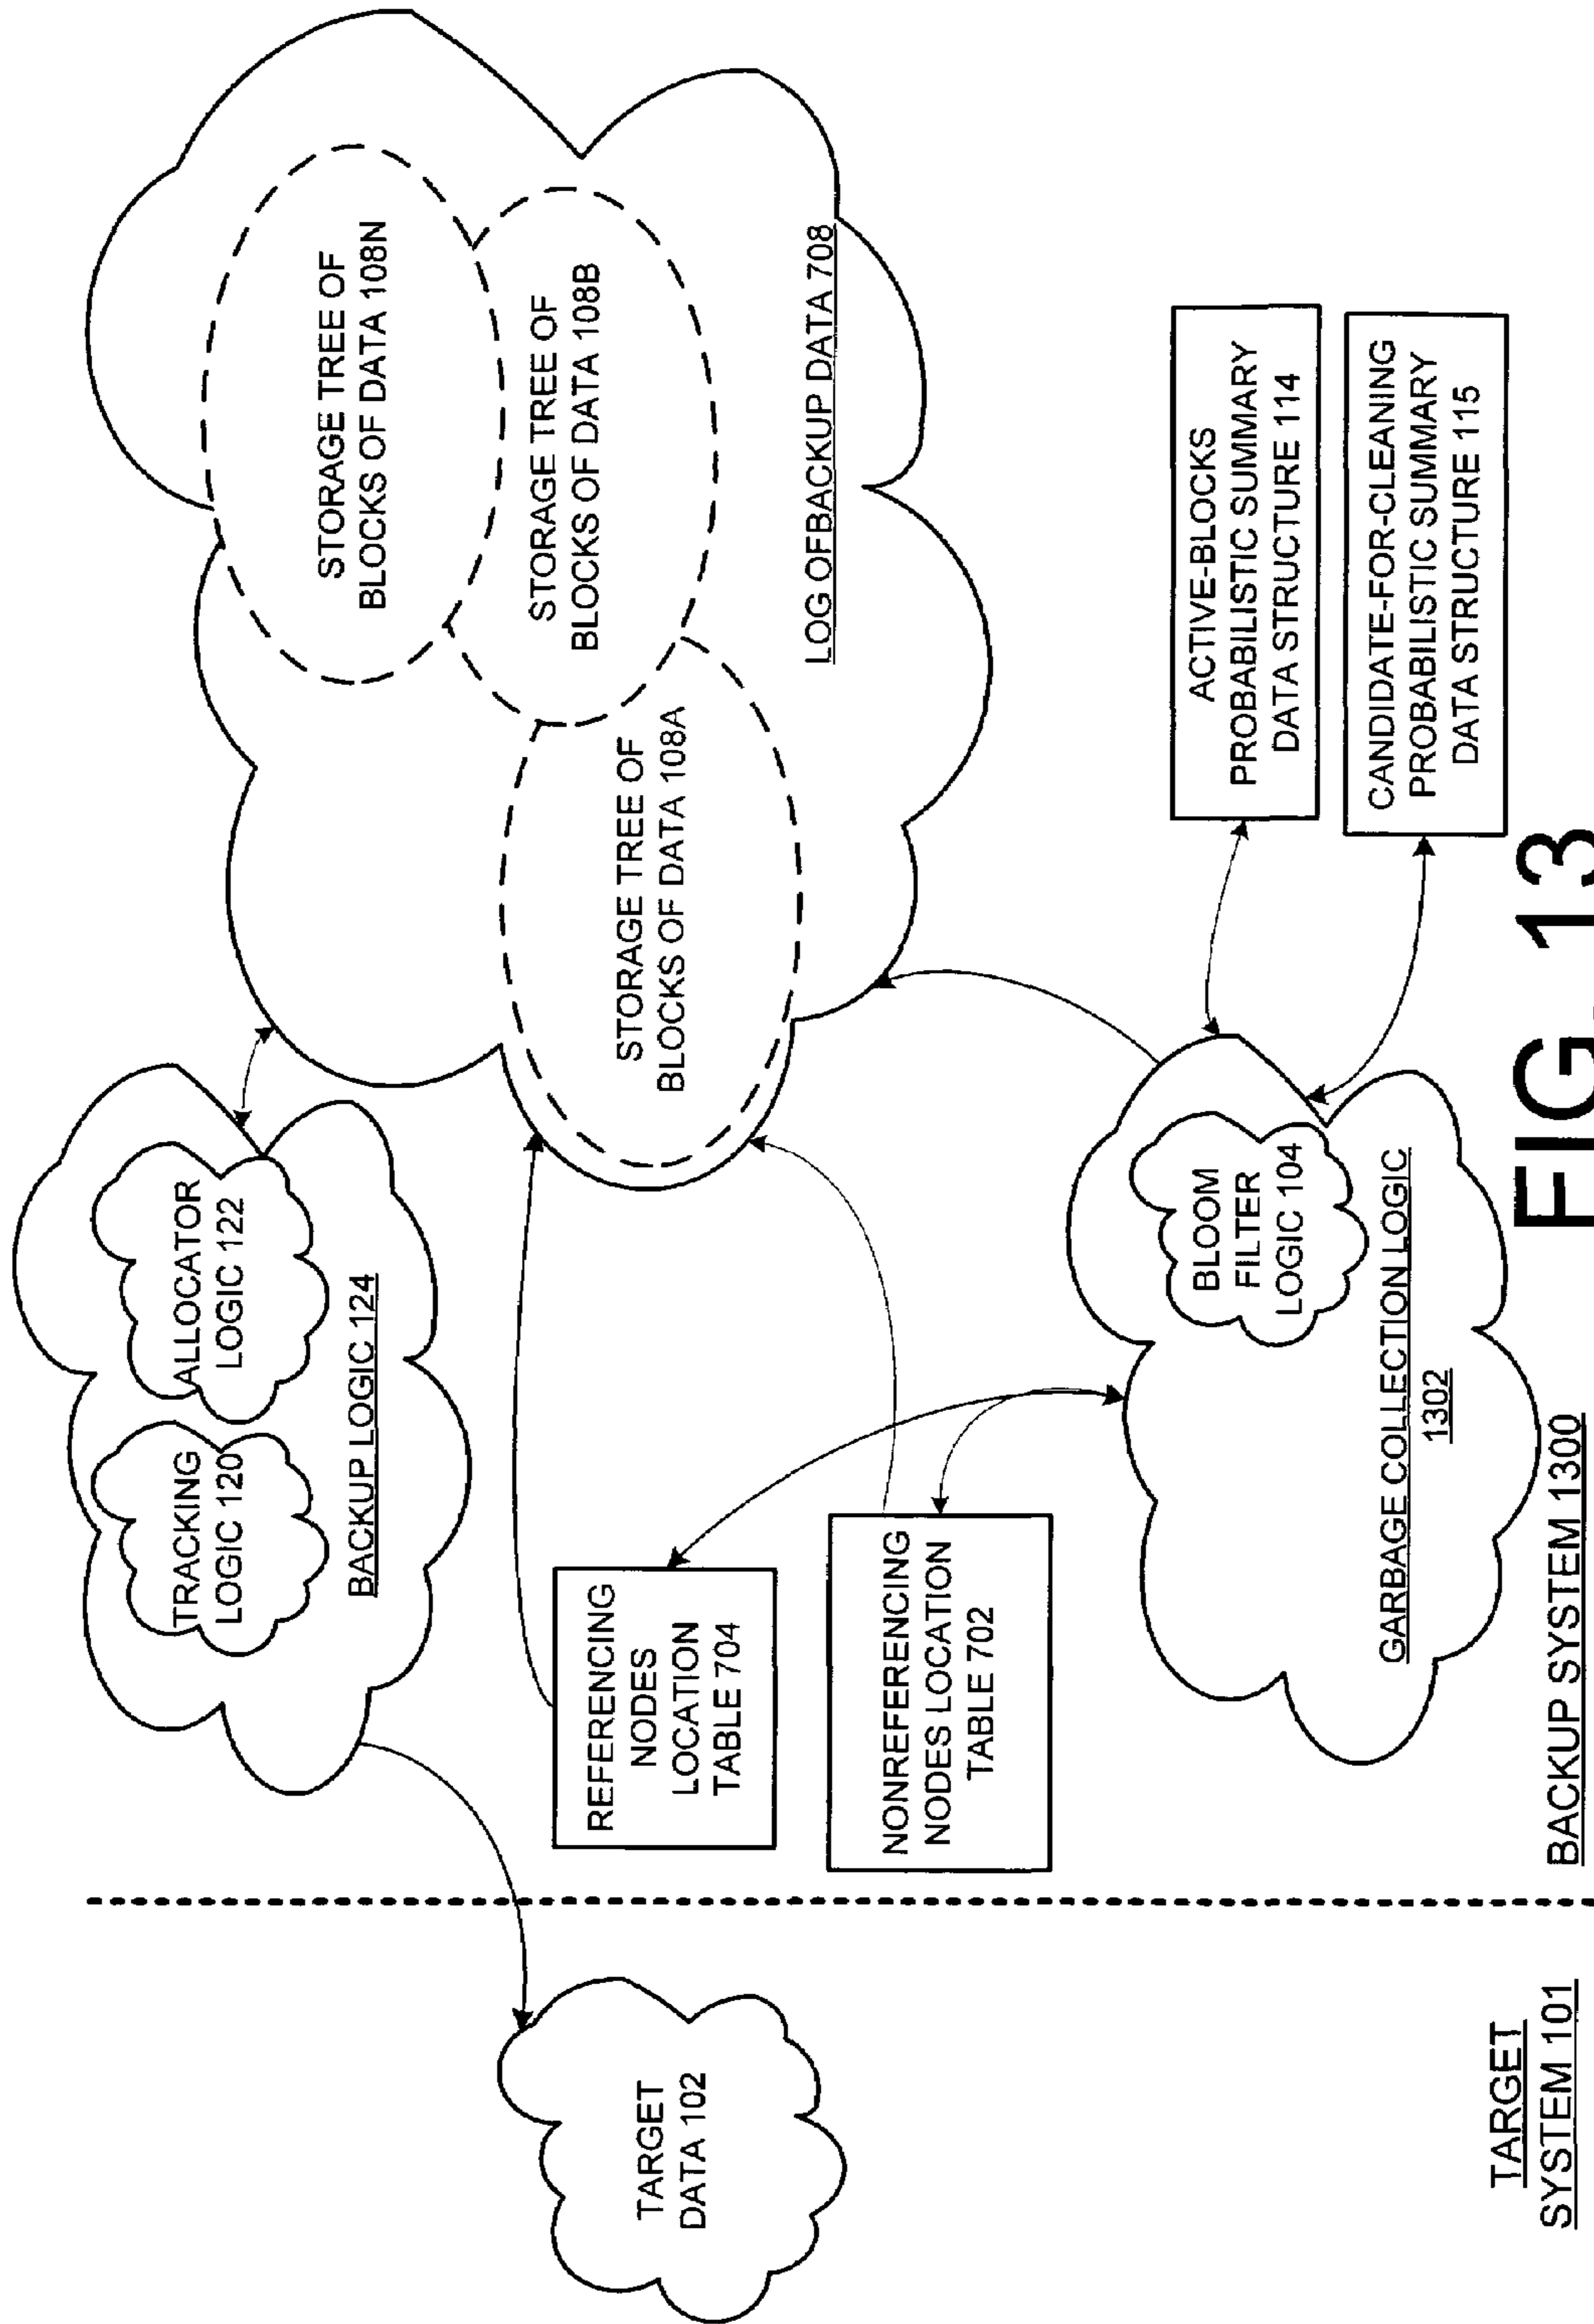 TARGET
DATA 102
TARGET
SYSTEM 101
TRACKING
LOGIC 120
ALLOCATOR
LOGIC 122
BACKUP LOGIC 124
REFERENCING
NODES
LOCATION
TABLE 704
NONREFERENCING
NODES LOCATION
TABLE 702
STORAGE TREE OF
BLOCKS OF DATA 108N
STORAGE TREE OF
BLOCKS OF DATA 108B
STORAGE TREE OF
BLOCKS OF DATA 108A
LOG OFBACKUP DATA 708
BLOOM
FILTER
LOGIC 104
GARBAGE COLLECTION LOGIC
1302
ACTIVE-BLOCKS
PROBABILISTIC SUMMARY
DATA STRUCTURE 114
CANDIDATE-FOR-CLEANING
PROBABILISTIC SUMMARY
DATA STRUCTURE 115
BACKUP SYSTEM 1300
FIG. 13